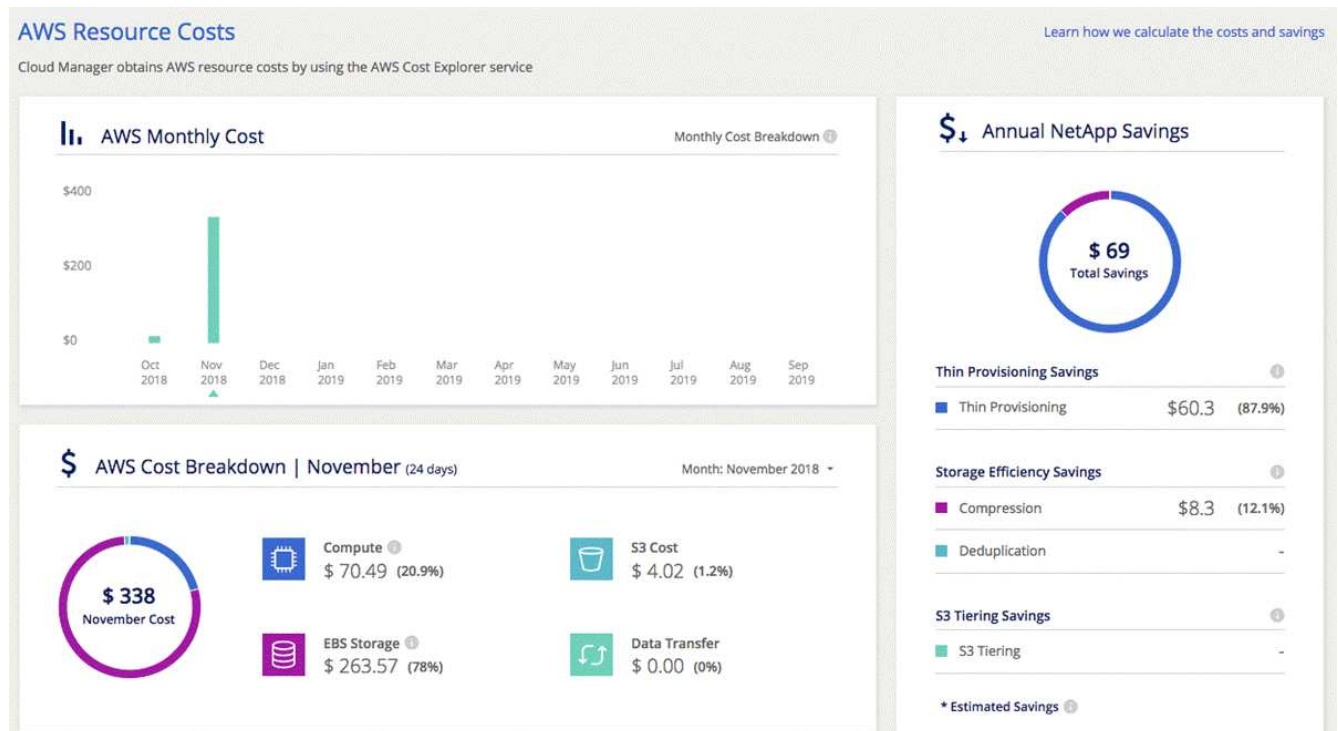 AWS Resource Costs
Learn how we calculate the costs and savings
Cloud Manager obtains AWS resource costs by using the AWS Cost Explorer service
AWS Monthly Cost
Monthly Cost Breakdown
$400
$200
$0
Oct Nov Dec Jan Feb Mar Apr May Jun Jul Aug Sep
2018 2018 2018 2019 2019 2019 2019 2019 2019 2019 2019 2019
AWS Cost Breakdown | November (24 days)
Month: November 2018
$ 338
November Cost
Compute
$ 70.49 (20.9%)
S3 Cost
$ 4.02 (1.2%)
EBS Storage
$ 263.57 (78%)
Data Transfer
$ 0.00 (0%)
Annual NetApp Savings
$ 69
Total Savings
Thin Provisioning Savings
Thin Provisioning $60.3 (87.9%)
Storage Efficiency Savings
Compression $8.3 (12.1%)
Deduplication -
S3 Tiering Savings
S3 Tiering -
* Estimated Savings